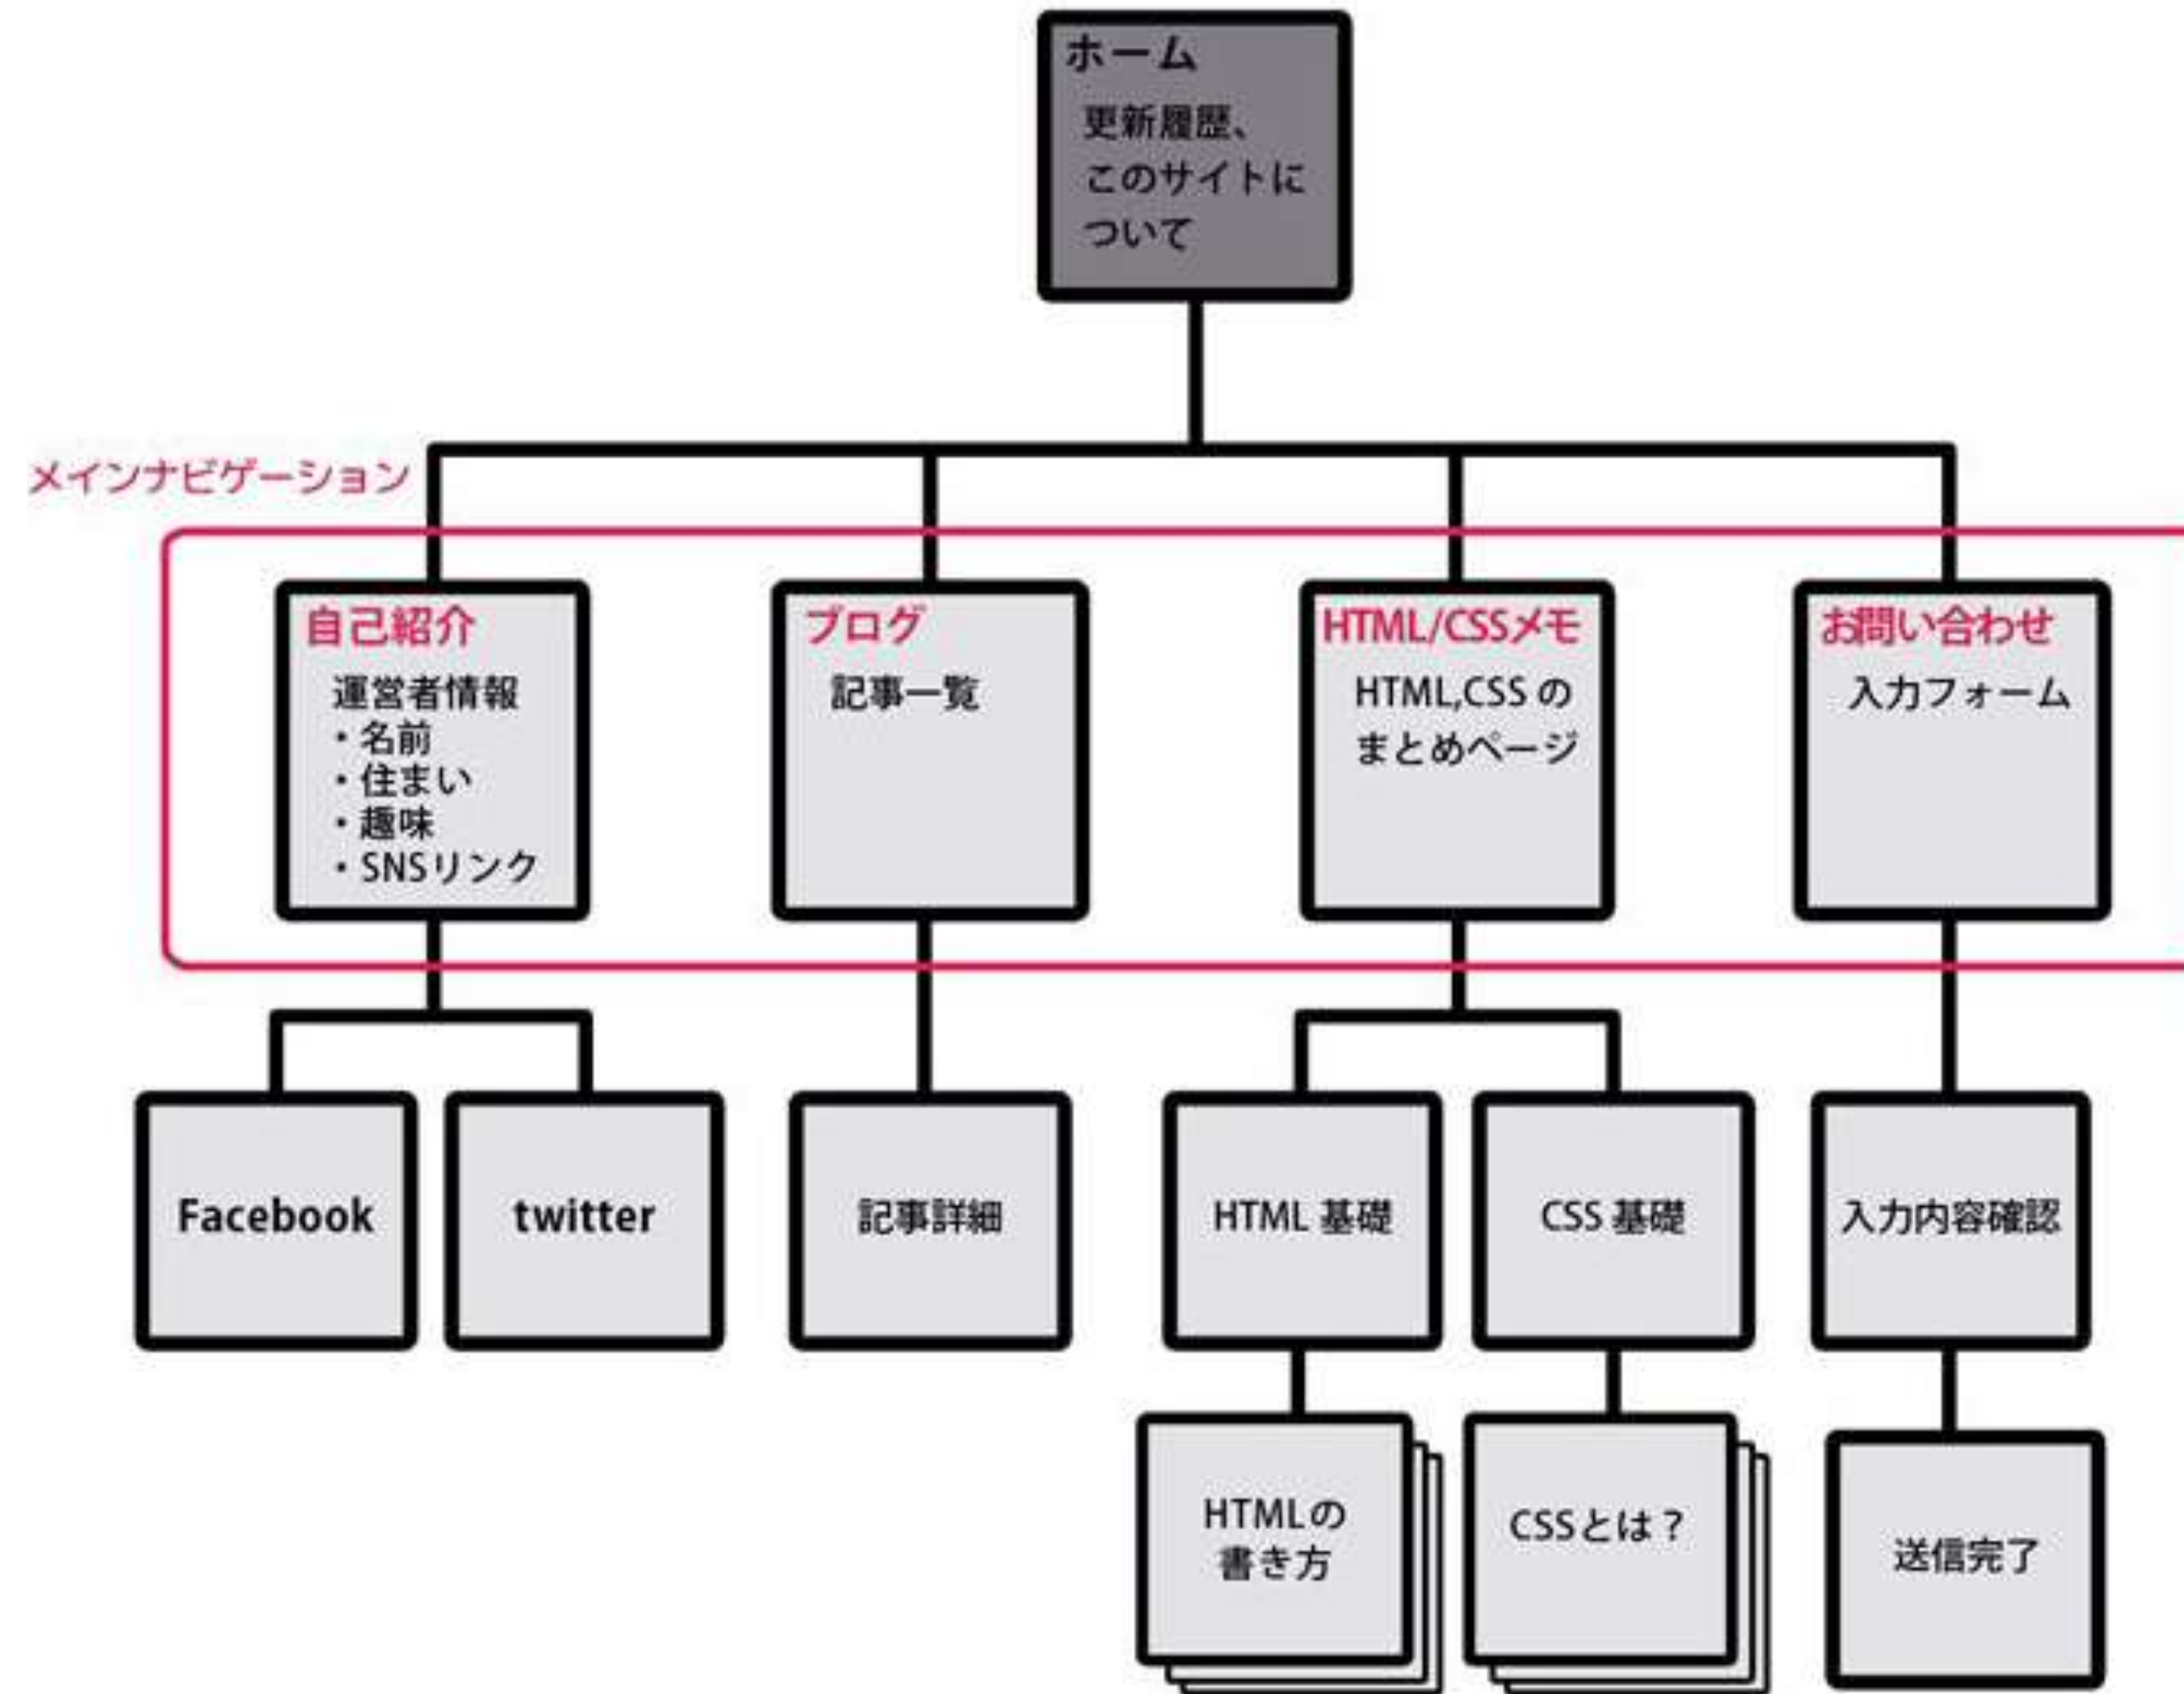 ホーム
更新履歴、
このサイトに
ついて
メインナビゲーション
自己紹介
運営者情報
・名前
・住まい
・趣味
・SNSリンク
ブログ
記事一覧
HTML/CSSメモ
HTML,CSS の
まとめページ
お問い合わせ
入力フォーム
Facebook
twitter
記事詳細
HTML 基礎
CSS 基礎
入力内容確認
HTMLの
書き方
CSSとは？
送信完了